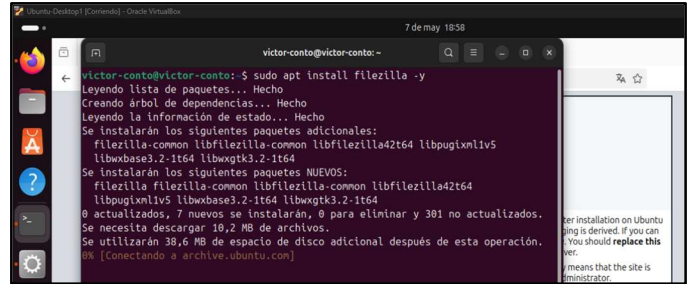 Ubuntu-Desktop1 [Corriendo] - Oracle VirtualBox
7 de may 18:58
victor-conto@victor-conto: ~
victor-conto@victor-conto:~$ sudo apt install filezilla -y
Leyendo lista de paquetes... Hecho
Creando árbol de dependencias... Hecho
Leyendo la información de estado... Hecho
Se instalarán los siguientes paquetes adicionales:
filezilla-common libfilezilla-common libfilezilla42t64 libpugixml1v5
libwxbase3.2-1t64 libwxgtk3.2-1t64
Se instalarán los siguientes paquetes NUEVOS:
filezilla filezilla-common libfilezilla-common libfilezilla42t64
libpugixml1v5 libwxbase3.2-1t64 libwxgtk3.2-1t64
0 actualizados, 7 nuevos se instalarán, 0 para eliminar y 301 no actualizados.
Se necesita descargar 10,2 MB de archivos.
Se utilizarán 38,6 MB de espacio de disco adicional después de esta operación.
0% [Conectando a archive.ubuntu.com]
ter installation on Ubuntu
ging is derived. If you can
. You should replace this
ver.
y means that the site is
dministrator.